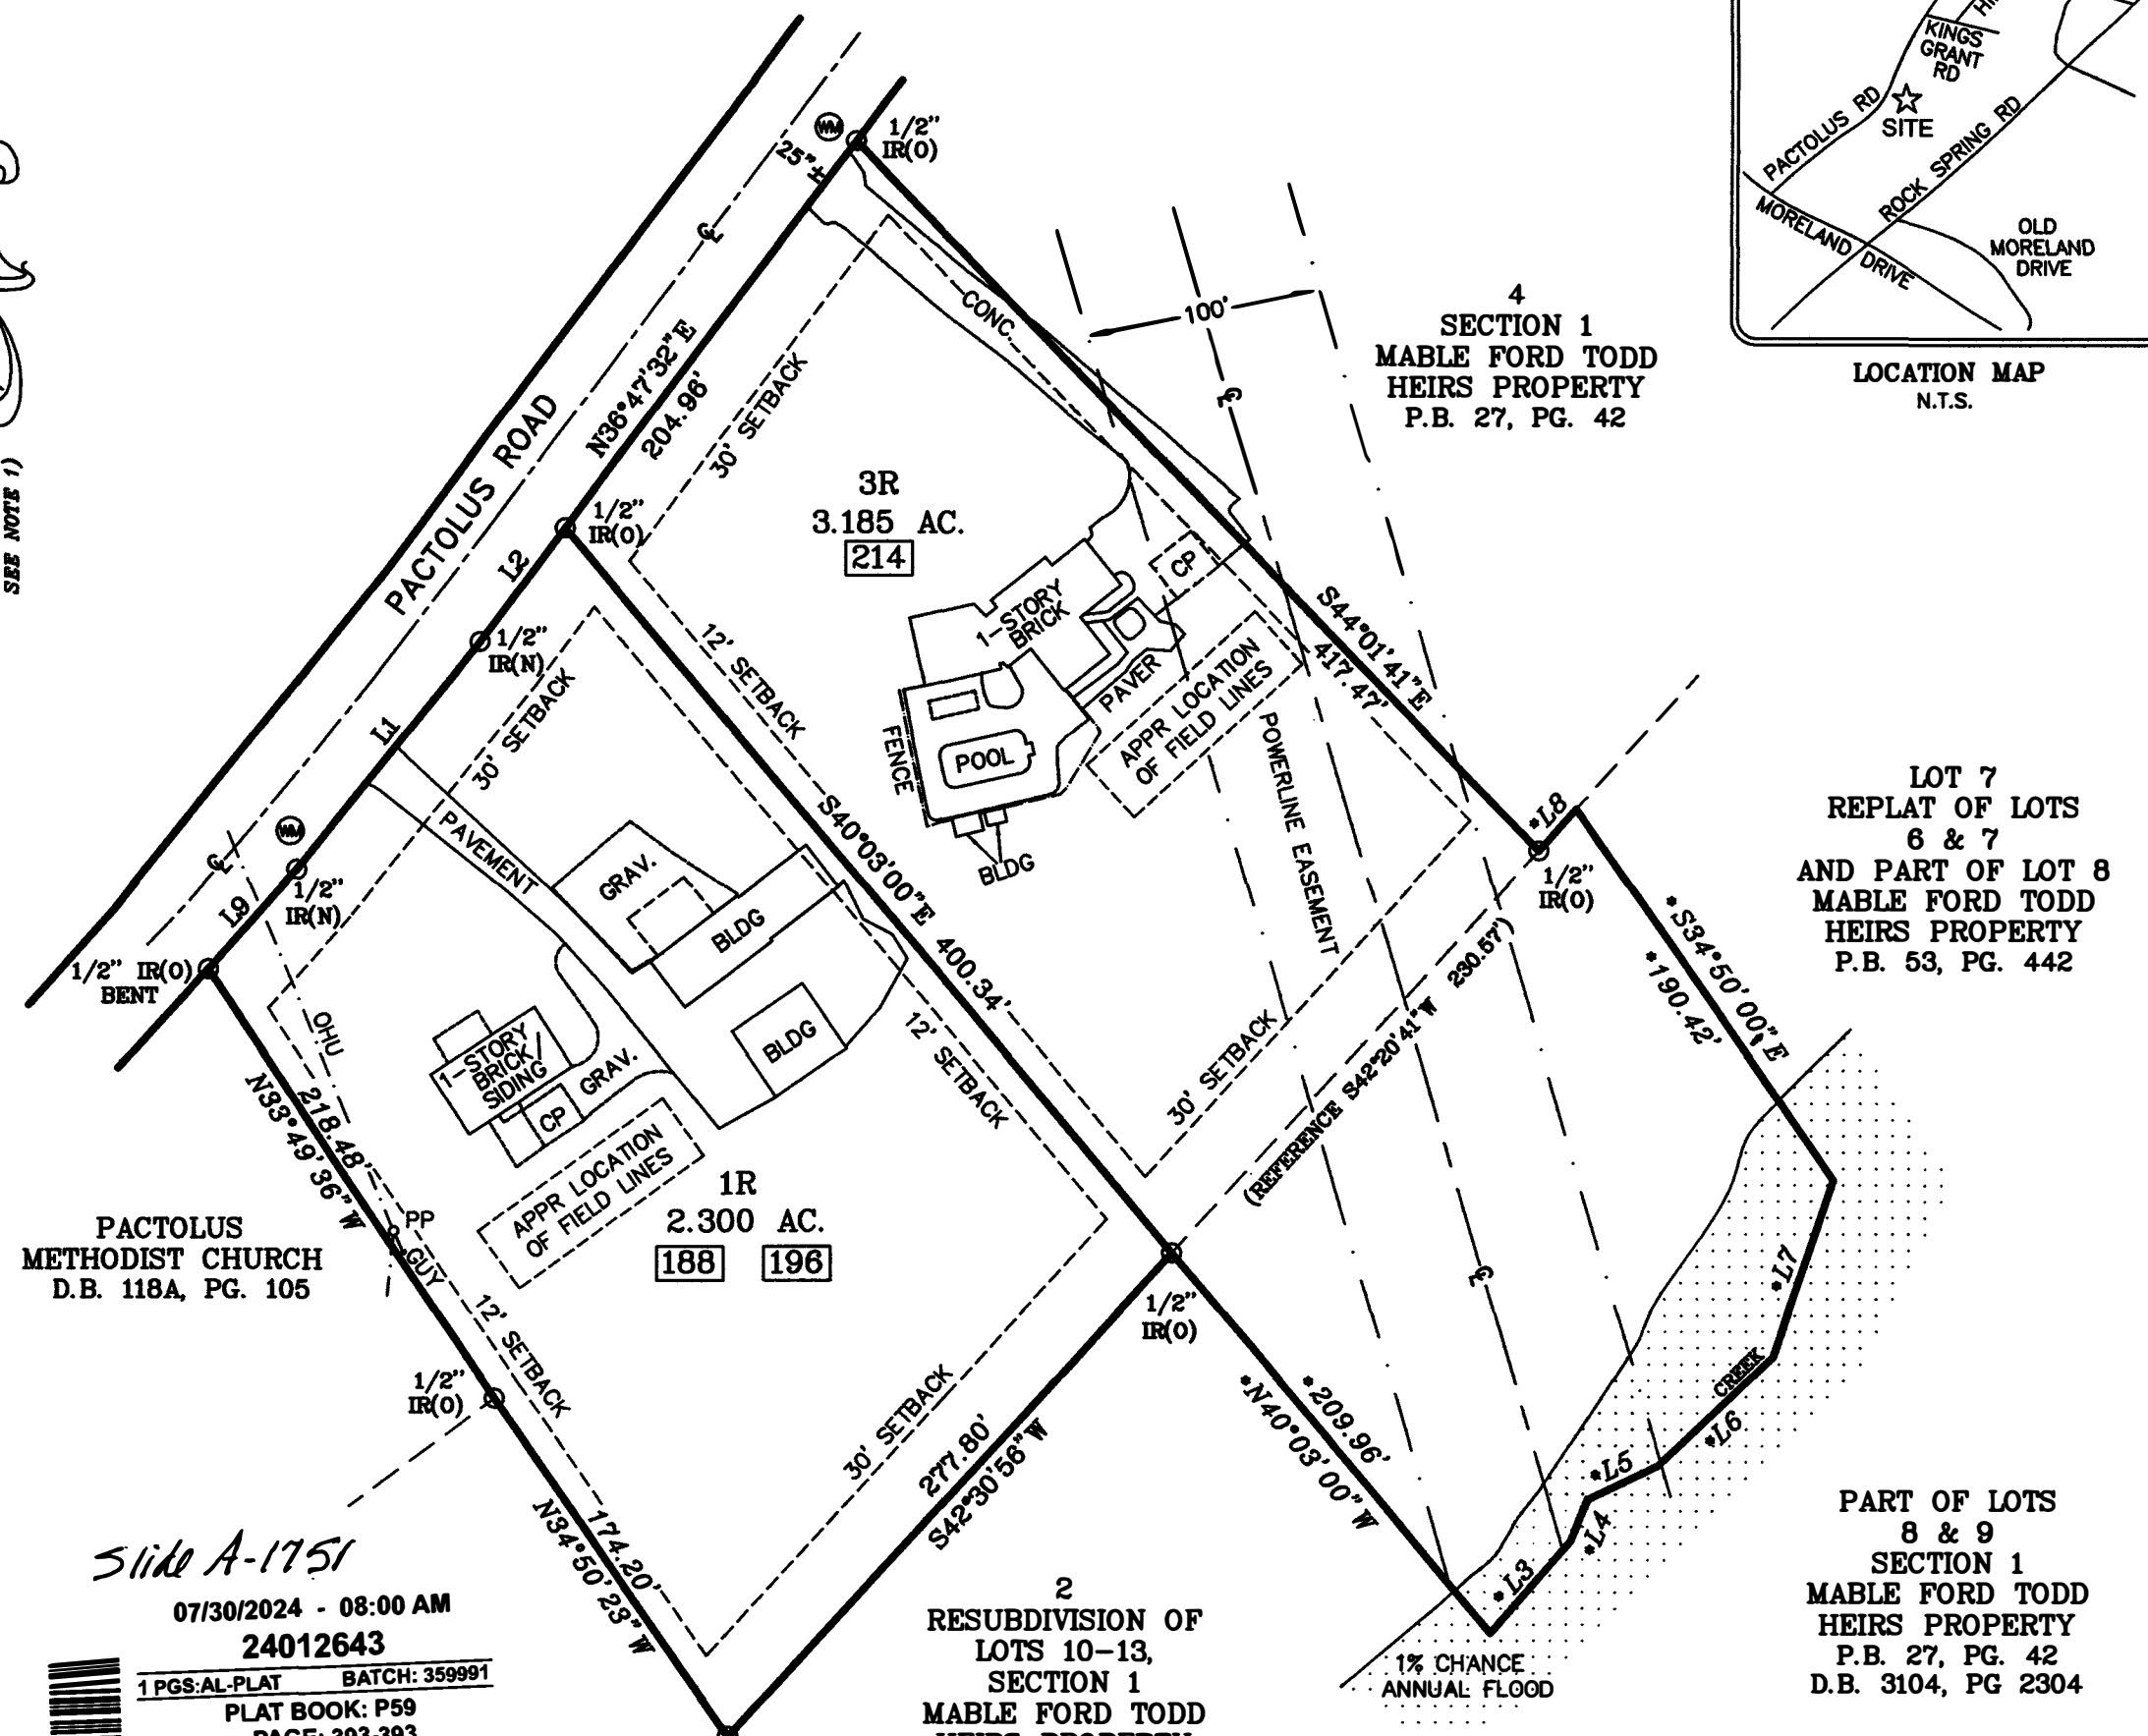 KINGS
GRANT
RD
PACTOLUS RD
SITE
ROCK SPRING RD
MORELAND DRIVE
OLD
MORELAND
DRIVE
LOCATION MAP
N.T.S.
SEE NOTE 1)
WM
1/2"
IR(O)
25'±
℄
PACTOLUS ROAD
N36°47'32"E
204.96'
30' SETBACK
CONC.
100'
℄
4
SECTION 1
MABLE FORD TODD
HEIRS PROPERTY
P.B. 27, PG. 42
3R
3.185 AC.
214
1/2"
IR(O)
L2
1/2"
IR(N)
L1
30' SETBACK
12' SETBACK
1-STORY
BRICK
CP
PAVER
POOL
FENCE
BLDG
APPR LOCATION
OF FIELD LINES
S44°01'41"E
417.47'
POWERLINE EASEMENT
LOT 7
REPLAT OF LOTS
6 & 7
AND PART OF LOT 8
MABLE FORD TODD
HEIRS PROPERTY
P.B. 53, PG. 442
*L8
1/2"
IR(O)
*S34°50'00"E
*190.42'
S40°03'00"E 400.34'
WM
℄
1/2"
IR(N)
L9
1/2" IR(O)
BENT
PAVEMENT
GRAV.
BLDG
BLDG
OHU
1-STORY
BRICK/
SIDING
GRAV.
CP
APPR LOCATION
OF FIELD LINES
12' SETBACK
30' SETBACK
(REFERENCE S42°20'41"W 230.57')
N33°49'36"W
218.48'
PP
GUY
1R
2.300 AC.
188 196
PACTOLUS
METHODIST CHURCH
D.B. 118A, PG. 105
12' SETBACK
1/2"
IR(O)
1/2"
IR(O)
℄
*L7
CREEK
*L6
*L5
*L4
*L3
*209.96'
*N40°03'00"W
30' SETBACK
277.80'
S42°30'56"W
174.20'
N34°50'23"W
Slide A-1751
07/30/2024 - 08:00 AM
24012643
1 PGS:AL-PLAT BATCH: 359991
PLAT BOOK: P59
PAGE: 393-393
2
RESUBDIVISION OF
LOTS 10-13,
SECTION 1
MABLE FORD TODD
HEIRS PROPERTY
1% CHANCE
ANNUAL FLOOD
PART OF LOTS
8 & 9
SECTION 1
MABLE FORD TODD
HEIRS PROPERTY
P.B. 27, PG. 42
D.B. 3104, PG 2304